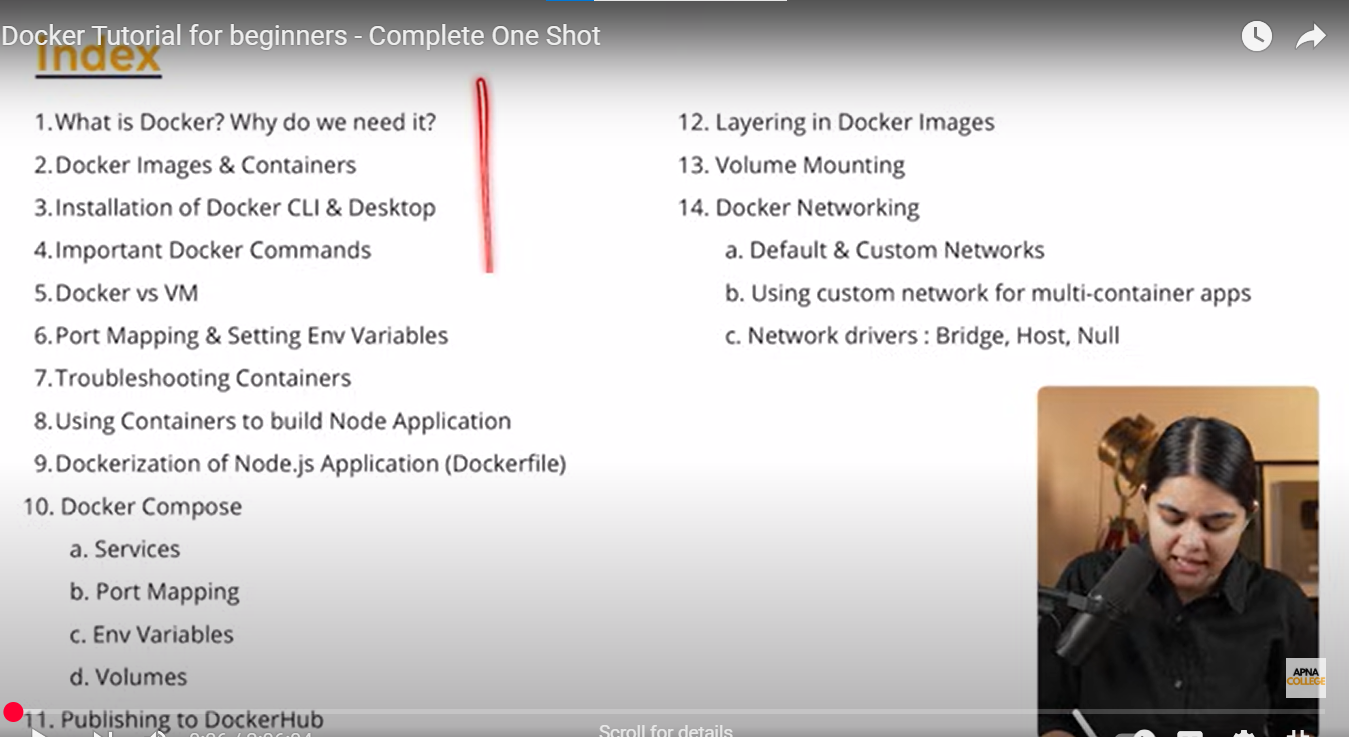 Docker Tutorial for beginners - Complete One Shot
Index
1. What is Docker? Why do we need it?
2. Docker Images & Containers
3. Installation of Docker CLI & Desktop
4. Important Docker Commands
5. Docker vs VM
6. Port Mapping & Setting Env Variables
7. Troubleshooting Containers
8. Using Containers to build Node Application
9. Dockerization of Node.js Application (Dockerfile)
10. Docker Compose
a. Services
b. Port Mapping
c. Env Variables
d. Volumes
11. Publishing to DockerHub
12. Layering in Docker Images
13. Volume Mounting
14. Docker Networking
a. Default & Custom Networks
b. Using custom network for multi-container apps
c. Network drivers : Bridge, Host, Null
APNA
COLLEGE
Scroll for details